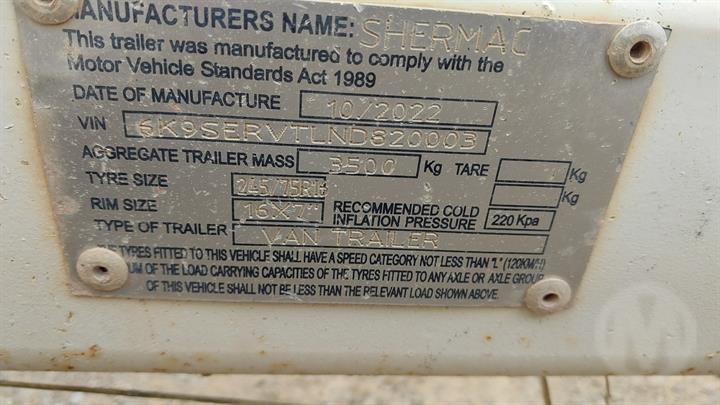 MANUFACTURERS NAME: SHERMAC
This trailer was manufactured to comply with the
Motor Vehicle Standards Act 1989
DATE OF MANUFACTURE 10/2022
VIN 6K9SERVTLND820003
AGGREGATE TRAILER MASS 3500 Kg TARE Kg
TYRE SIZE 245/75R16 Kg
RIM SIZE 16X7" RECOMMENDED COLD
INFLATION PRESSURE 220 Kpa
TYPE OF TRAILER VAN TRAILER
THE TYRES FITTED TO THIS VEHICLE SHALL HAVE A SPEED CATEGORY NOT LESS THAN "L" (120KM/H)
UM OF THE LOAD CARRYING CAPACITIES OF THE TYRES FITTED TO ANY AXLE OR AXLE GROUP
OF THIS VEHICLE SHALL NOT BE LESS THAN THE RELEVANT LOAD SHOWN ABOVE.
M